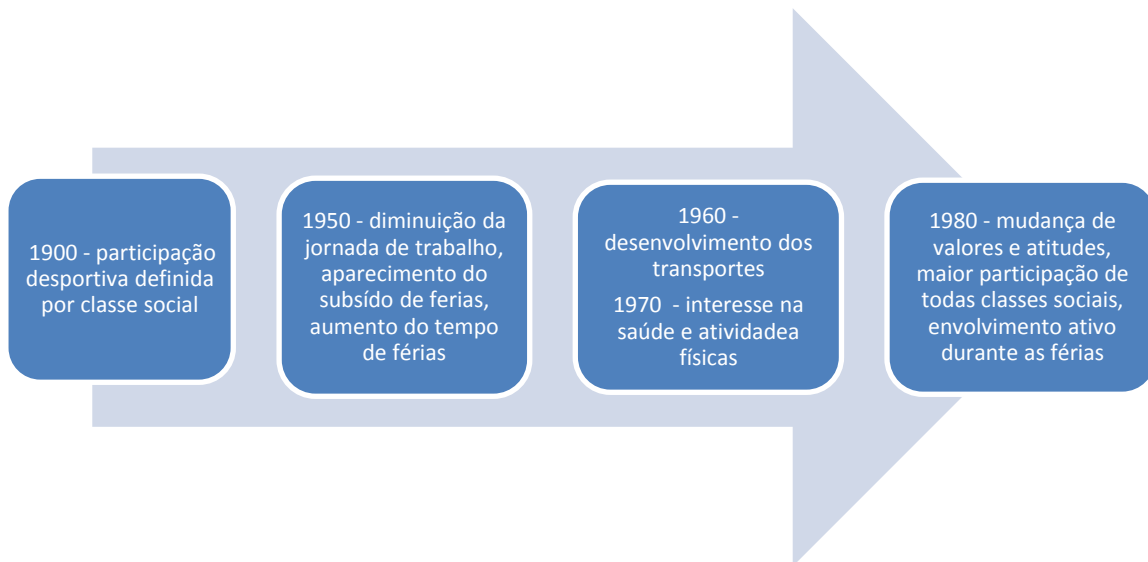 1900 - participação
desportiva definida
por classe social
1950 - diminuição da
jornada de trabalho,
aparecimento do
subsído de ferias,
aumento do tempo
de férias
1960 -
desenvolvimento dos
transportes
1970  - interesse na
saúde e atividadea
físicas
1980 - mudança de
valores e atitudes,
maior participação de
todas classes sociais,
envolvimento ativo
durante as férias